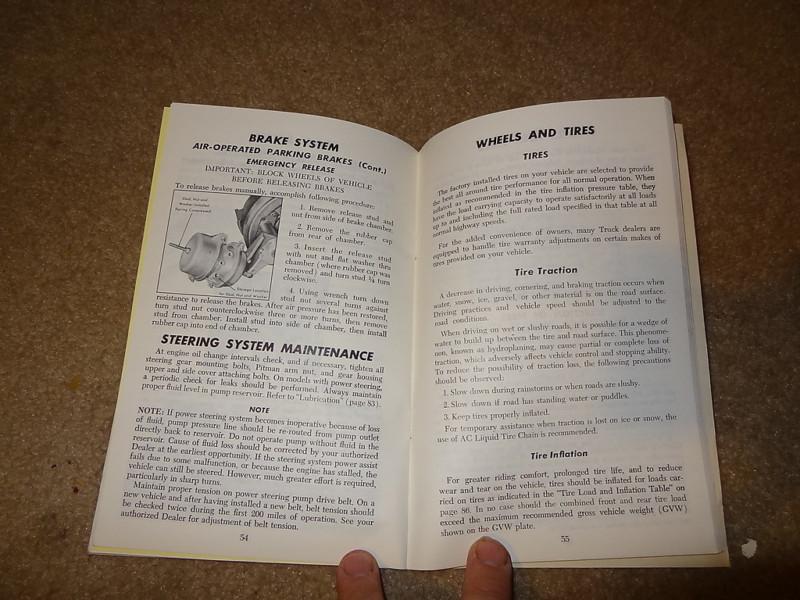 BRAKE SYSTEM
AIR-OPERATED PARKING BRAKES (Cont.)
EMERGENCY RELEASE
IMPORTANT: BLOCK WHEELS OF VEHICLE
BEFORE RELEASING BRAKES
To release brakes manually, accomplish following procedure:
Stud, Nut and
Washer Installed
1. Remove release stud and
nut from side of brake chamber.
2. Remove the rubber cap
from rear of chamber.
3. Insert the release stud
with nut and flat washer thru
chamber (where rubber cap was
removed) and turn stud ¼ turn
clockwise.
Storage Location
for Stud, Nut and Washer
4. Using wrench turn down
stud nut several turns against
resistance to release the brakes. After air pressure has been restored,
turn stud nut counterclockwise three or more turns, then remove
stud from chamber. Install stud into side of chamber, then install
rubber cap into end of chamber.
STEERING SYSTEM MAINTENANCE
At engine oil change intervals check, and if necessary, tighten all
steering gear mounting bolts, Pitman arm nut, and gear housing
upper and side cover attaching bolts. On models with power steering,
a periodic check for leaks should be performed. Always maintain
proper fluid level in pump reservoir. Refer to "Lubrication" (page 83).
NOTE
NOTE: If power steering system becomes inoperative because of loss
of fluid, pump pressure line should be re-routed from pump outlet
directly back to reservoir. Do not operate pump without fluid in the
reservoir. Cause of fluid loss should be corrected by your authorized
Dealer at the earliest opportunity. If the steering system power assist
fails due to some malfunction, or because the engine has stalled, the
vehicle can still be steered. However, much greater effort is required,
particularly in sharp turns.
Maintain proper tension on power steering pump drive belt. On a
new vehicle and after having installed a new belt, belt tension should
be checked twice during the first 200 miles of operation. See your
authorized Dealer for adjustment of belt tension.
54
WHEELS AND TIRES
TIRES
The factory installed tires on your vehicle are selected to provide
the best all around tire performance for all normal operation. When
inflated as recommended in the tire inflation pressure table, they
have the load carrying capacity to operate satisfactorily at all loads
up to and including the full rated load specified in that table at all
normal highway speeds.
For the added convenience of owners, many Truck dealers are
equipped to handle tire warranty adjustments on certain makes of
tires provided on your vehicle.
Tire Traction
A decrease in driving, cornering, and braking traction occurs when
water, snow, ice, gravel, or other material is on the road surface.
Driving practices and vehicle speed should be adjusted to the
road conditions.
When driving on wet or slushy roads, it is possible for a wedge of
water to build up between the tire and road surface. This phenome-
non, known as hydroplaning, may cause partial or complete loss of
traction, which adversely affects vehicle control and stopping ability.
To reduce the possibility of traction loss, the following precautions
should be observed:
1. Slow down during rainstorms or when roads are slushy.
2. Slow down if road has standing water or puddles.
3. Keep tires properly inflated.
For temporary assistance when traction is lost on ice or snow, the
use of AC Liquid Tire Chain is recommended.
Tire Inflation
For greater riding comfort, prolonged tire life, and to reduce
wear and tear on the vehicle, tires should be inflated for loads car-
ried on tires as indicated in the "Tire Load and Inflation Table" on
page 86. In no case should the combined front and rear tire load
exceed the maximum recommended gross vehicle weight (GVW)
shown on the GVW plate.
55